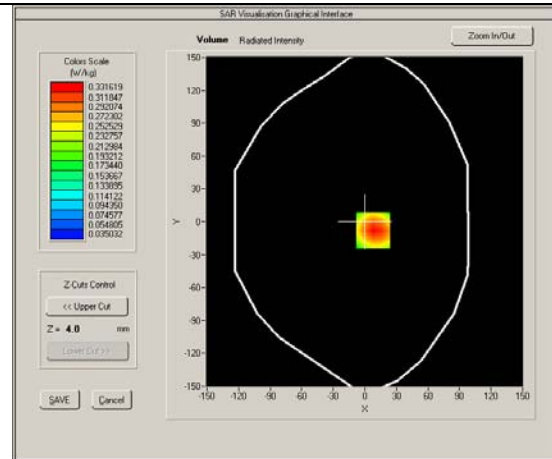 SAR Visualisation Graphical Interface
Volume Radiated Intensity
Zoom In/Out
Colors Scale
(W/kg)
0.331619
0.311847
0.292074
0.272302
0.252529
0.232757
0.212984
0.193212
0.173440
0.153667
0.133895
0.114122
0.094350
0.074577
0.054805
0.035032
Z-Cuts Control
<< Upper Cut
Z = 4.0 mm
Lower Cut >>
SAVE Cancel
150
120
90
60
30
0
-30
-60
-90
-120
-150
Y
-150 -120 -90 -60 -30 0 30 60 90 120 150
X